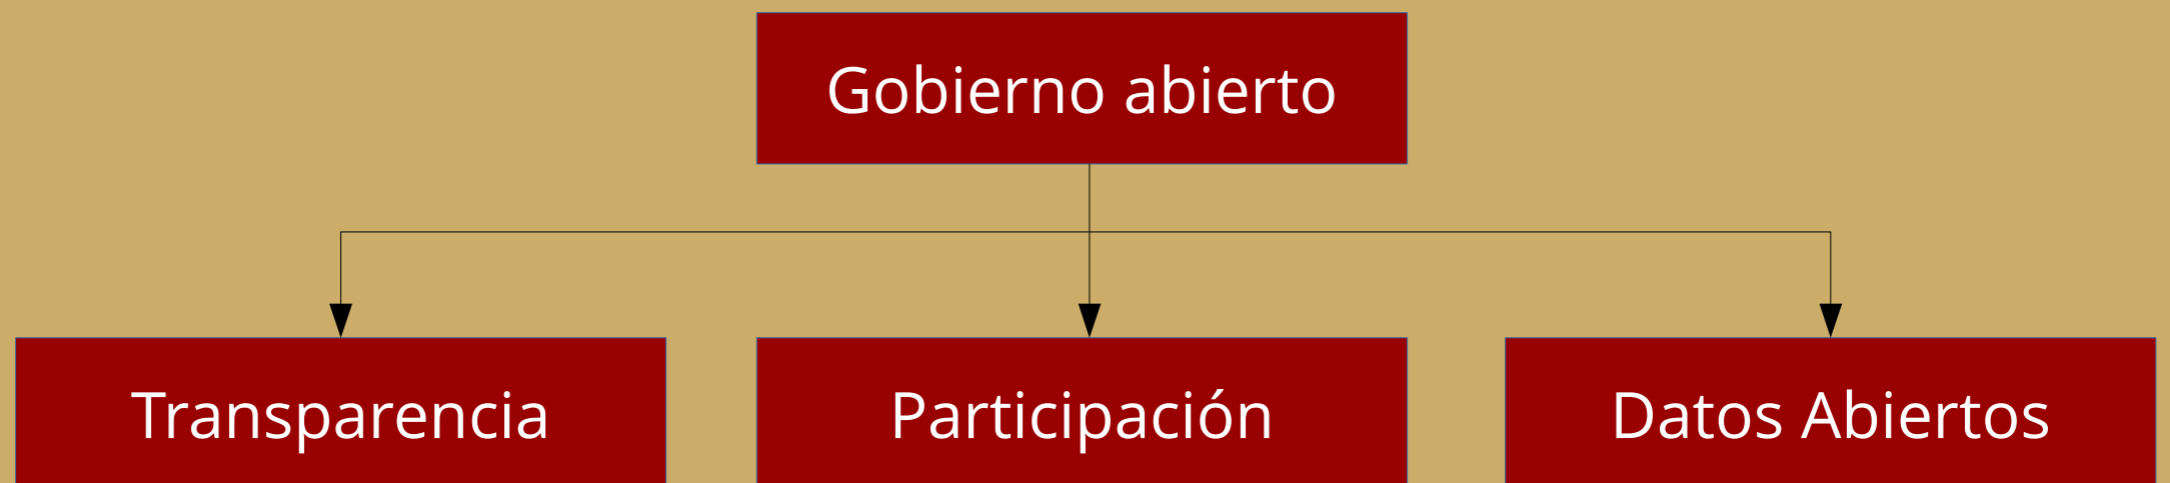 Gobierno abierto
Transparencia
Participación
Datos Abiertos